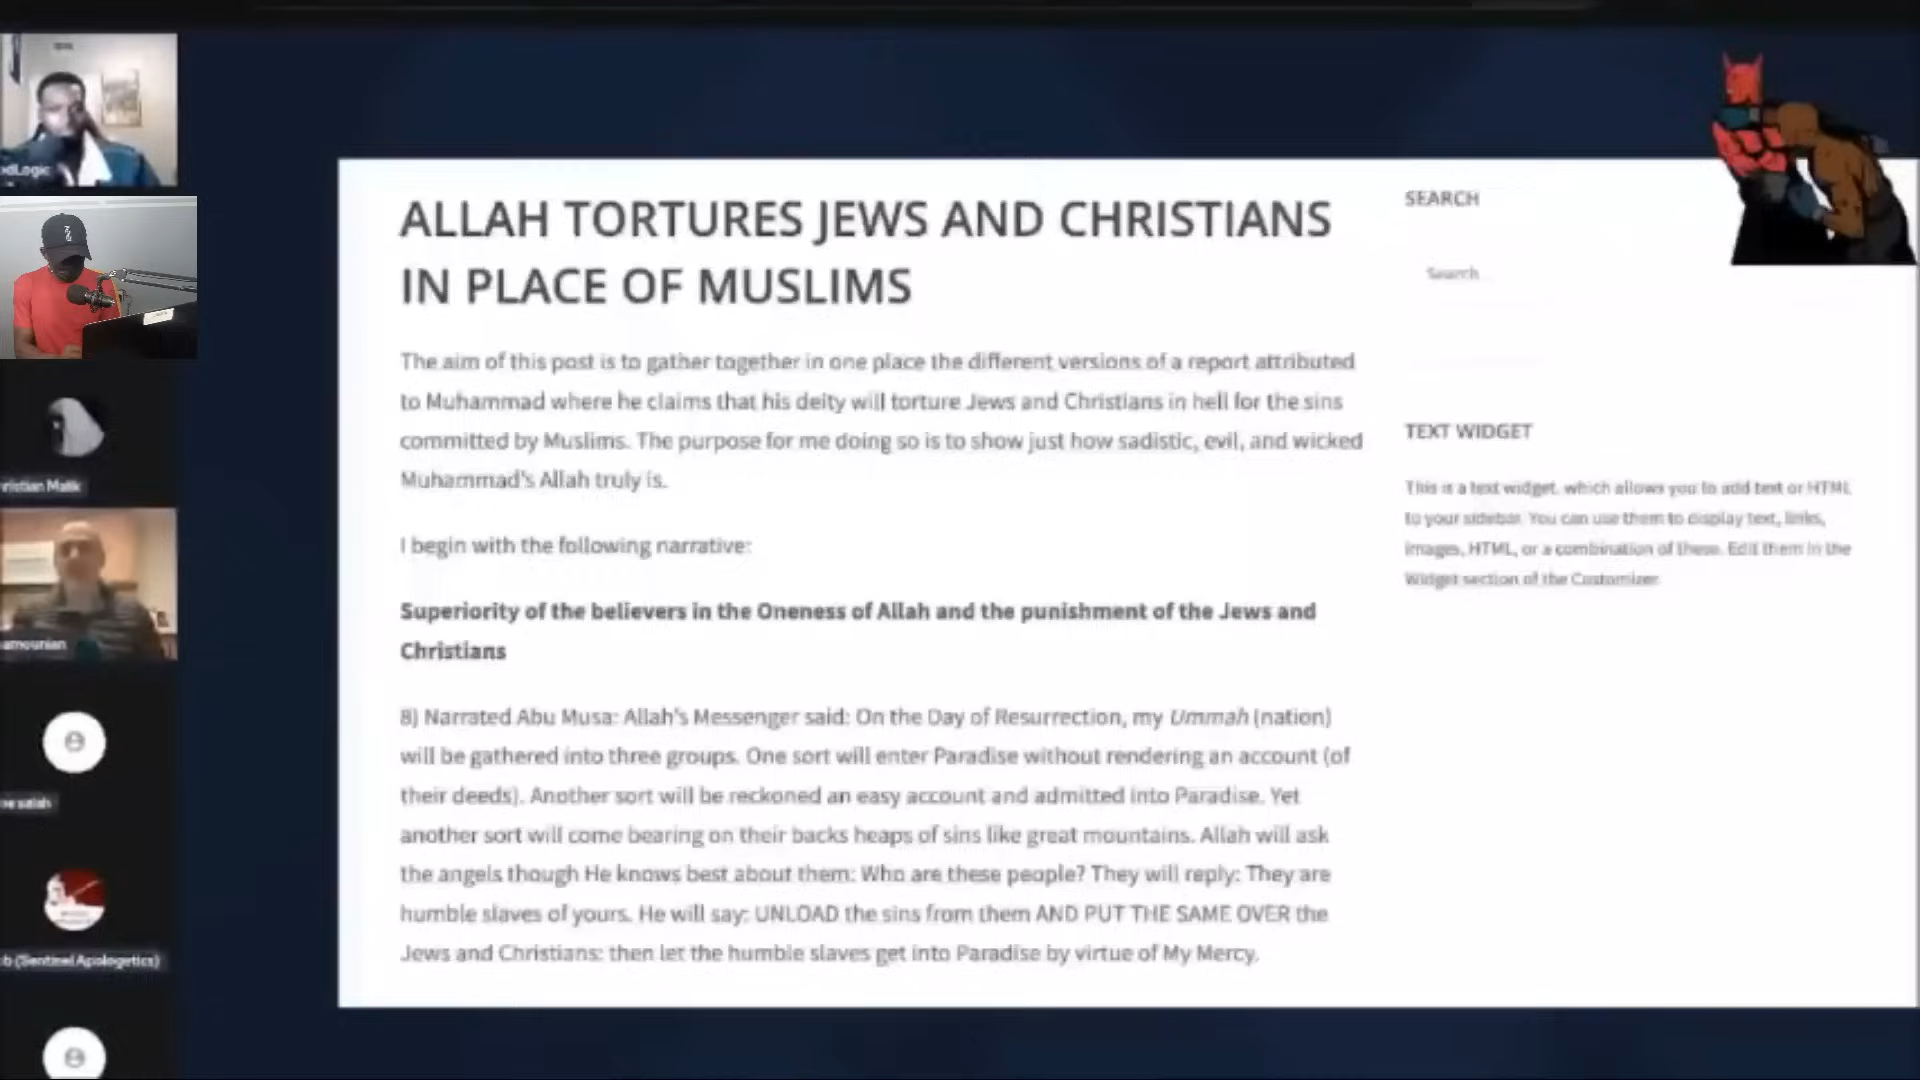 ALLAH TORTURES JEWS AND CHRISTIANS
IN PLACE OF MUSLIMS
The aim of this post is to gather together in one place the different versions of a report attributed
to Muhammad where he claims that his deity will torture Jews and Christians in hell for the sins
committed by Muslims. The purpose for me doing so is to show just how sadistic, evil, and wicked
Muhammad's Allah truly is.
I begin with the following narrative:
Superiority of the believers in the Oneness of Allah and the punishment of the Jews and
Christians
8) Narrated Abu Musa: Allah's Messenger said: On the Day of Resurrection, my Ummah (nation)
will be gathered into three groups. One sort will enter Paradise without rendering an account (of
their deeds). Another sort will be reckoned an easy account and admitted into Paradise. Yet
another sort will come bearing on their backs heaps of sins like great mountains. Allah will ask
the angels though He knows best about them: Who are these people? They will reply: They are
humble slaves of yours. He will say: UNLOAD the sins from them AND PUT THE SAME OVER the
Jews and Christians: then let the humble slaves get into Paradise by virtue of My Mercy.
SEARCH
Search
TEXT WIDGET
This is a text widget, which allows you to add text or HTML
to your sidebar. You can use them to display text, links,
images, HTML, or a combination of these. Edit them in the
Widget section of the Customizer.
odLogic
ristian Malik
amounian
ne salah
b (Sentinel Apologetics)